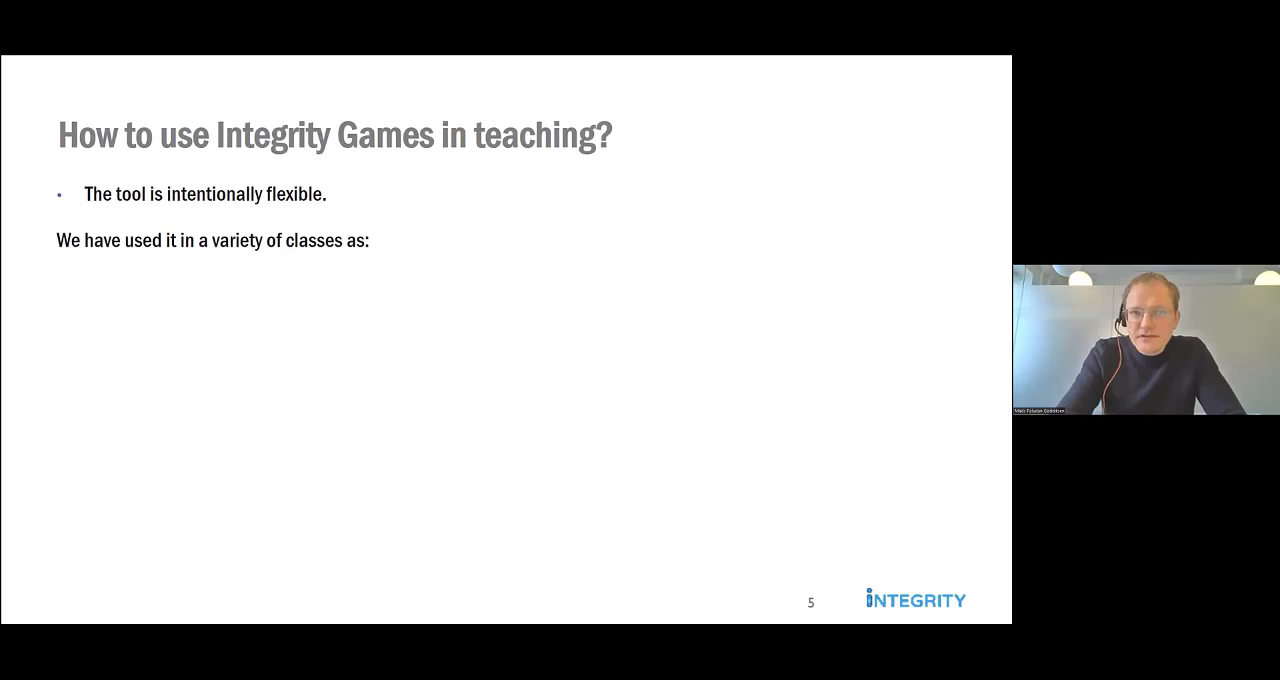 How to use Integrity Games in teaching?
• The tool is intentionally flexible.
We have used it in a variety of classes as:
5
iNTEGRITY